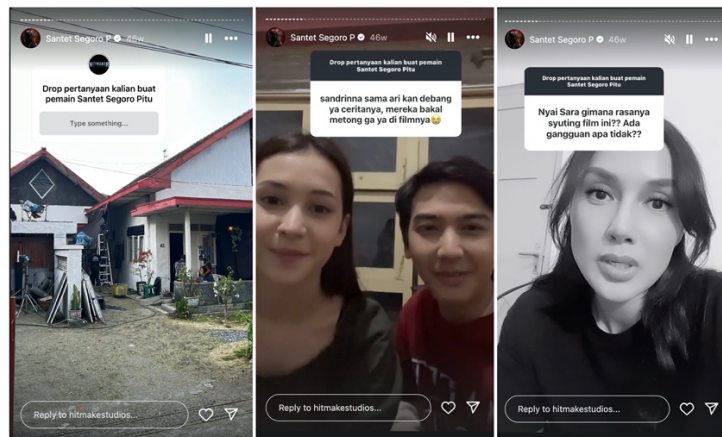 Santet Segoro P 46w
Drop pertanyaan kalian buat
pemain Santet Segoro Pitu
Type something...
41
Reply to hitmakestudios...
Santet Segoro P 46w
Drop pertanyaan kalian buat pemain
Santet Segoro Pitu
sandrinna sama ari kan debang
ya ceritanya, mereka bakal
metong ga ya di filmnya😭
Reply to hitmakestudios...
Santet Segoro P 46w
Drop pertanyaan kalian buat pemain
Santet Segoro Pitu
Nyai Sara gimana rasanya
syuting film ini?? Ada
gangguan apa tidak??
Reply to hitmakestudios...